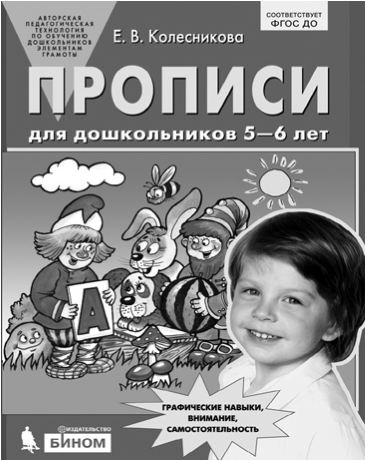 АВТОРСКАЯ
ПЕДАГОГИЧЕСКАЯ
ТЕХНОЛОГИЯ
ПО ОБУЧЕНИЮ
ДОШКОЛЬНИКОВ
ЭЛЕМЕНТАМ
ГРАМОТЫ
СООТВЕТСТВУЕТ
ФГОС ДО
Е. В. Колесникова
ПРОПИСИ
для дошкольников 5—6 лет
А
ГРАФИЧЕСКИЕ НАВЫКИ,
ВНИМАНИЕ,
САМОСТОЯТЕЛЬНОСТЬ
ИЗДАТЕЛЬСТВО
БИНОМ